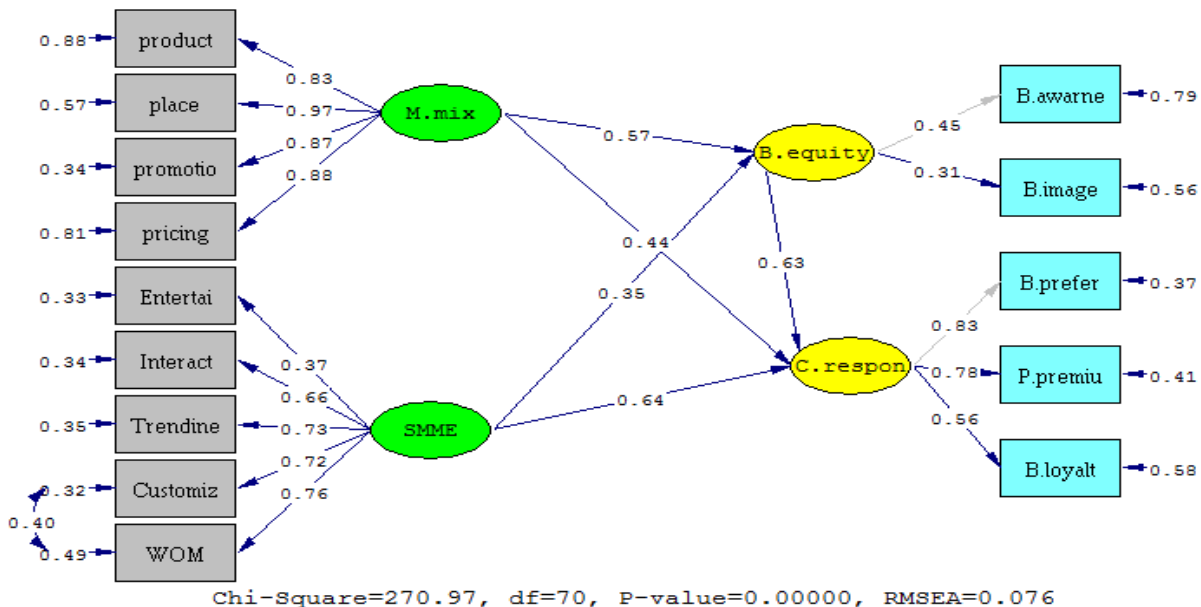 0.88 product
0.83
0.57 place
0.97
M.mix
0.34 promotio
0.87
0.88
0.81 pricing
0.33 Entertai
0.37
0.34 Interact
0.66
0.35 Trendine
0.73
SMME
0.32 Customiz
0.72
0.40
0.76
0.49 WOM
0.57
0.44
0.35
0.64
B.equity
0.63
C.respon
0.45
B.awarne 0.79
0.31
B.image 0.56
0.83
B.prefer 0.37
0.78
P.premiu 0.41
0.56
B.loyalt 0.58
Chi-Square=270.97, df=70, P-value=0.00000, RMSEA=0.076